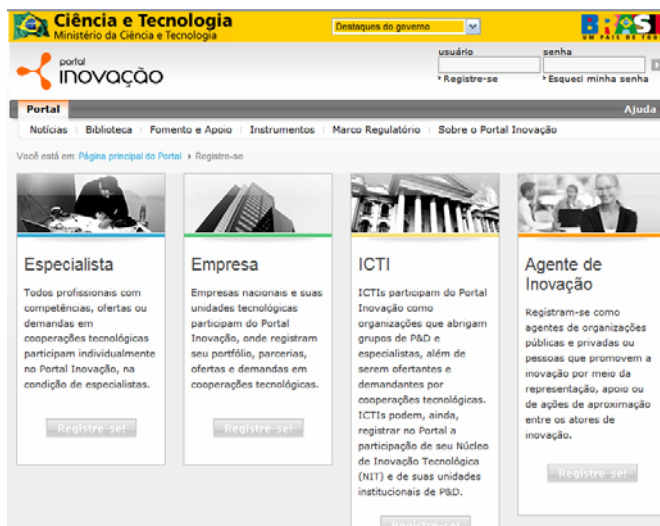 Ciência e Tecnologia
Ministério da Ciência e Tecnologia
Destaques do governo
BRASIL
UM PAÍS DE TODOS
portal
inovação
usuário
senha
Registre-se
Esqueci minha senha
Portal
Ajuda
Notícias
Biblioteca
Fomento e Apoio
Instrumentos
Marco Regulatório
Sobre o Portal Inovação
Você está em: Página principal do Portal › Registre-se
Especialista
Todos profissionais com
competências, ofertas ou
demandas em
cooperações tecnológicas
participam individualmente
no Portal Inovação, na
condição de especialistas.
Registre-se!
Empresa
Empresas nacionais e suas
unidades tecnológicas
participam do Portal
Inovação, onde registram
seu portfólio, parcerias,
ofertas e demandas em
cooperações tecnológicas.
Registre-se!
ICTI
ICTIs participam do Portal
Inovação como
organizações que abrigam
grupos de P&D e
especialistas, além de
serem ofertantes e
demandantes por
cooperações tecnológicas.
ICTIs podem, ainda,
registrar no Portal a
participação de seu Núcleo
de Inovação Tecnológica
(NIT) e de suas unidades
institucionais de P&D.
Registre-se!
Agente de
Inovação
Registram-se como
agentes de organizações
públicas e privadas ou
pessoas que promovem a
inovação por meio da
representação, apoio ou
de ações de aproximação
entre os atores de
inovação.
Registre-se!